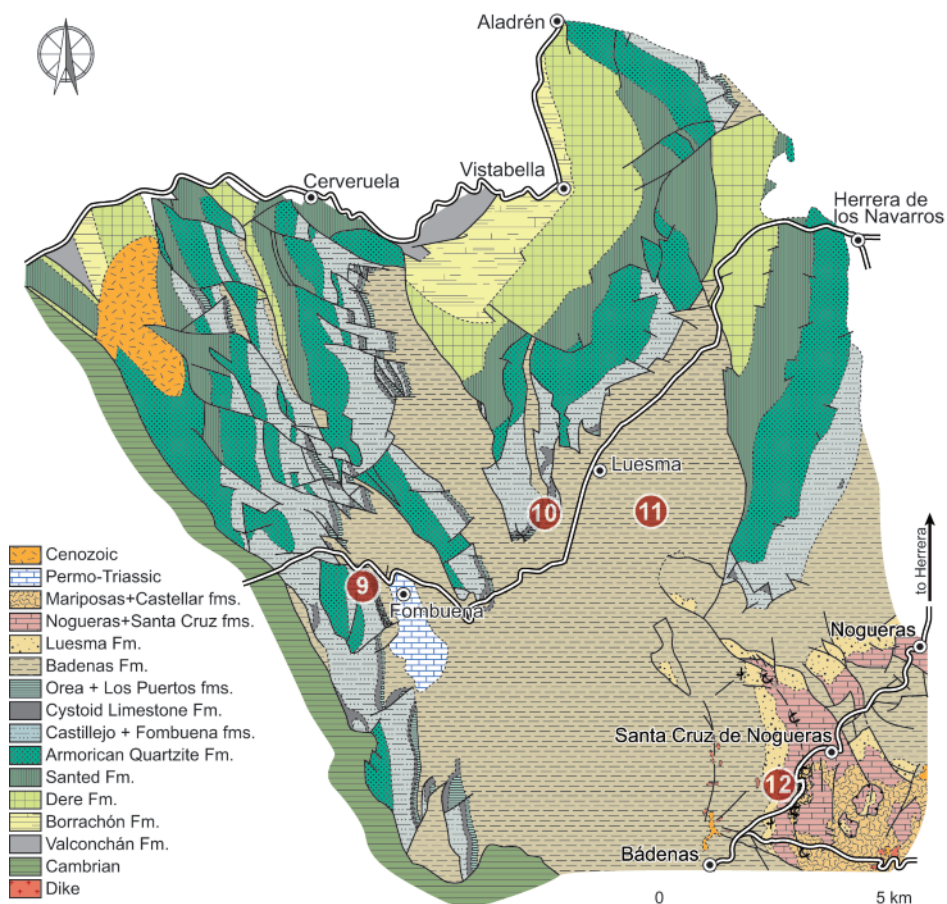 Aladrén
Vistabella
Cerveruela
Herrera de
los Navarros
Luesma
10
11
9
Fombuena
to Herrera
Nogueras
Santa Cruz de Nogueras
12
Bádenas
0 5 km
Cenozoic
Permo-Triassic
Mariposas+Castellar fms.
Nogueras+Santa Cruz fms.
Luesma Fm.
Badenas Fm.
Orea + Los Puertos fms.
Cystoid Limestone Fm.
Castillejo + Fombuena fms.
Armorican Quartzite Fm.
Santed Fm.
Dere Fm.
Borrachón Fm.
Valconchán Fm.
Cambrian
Dike